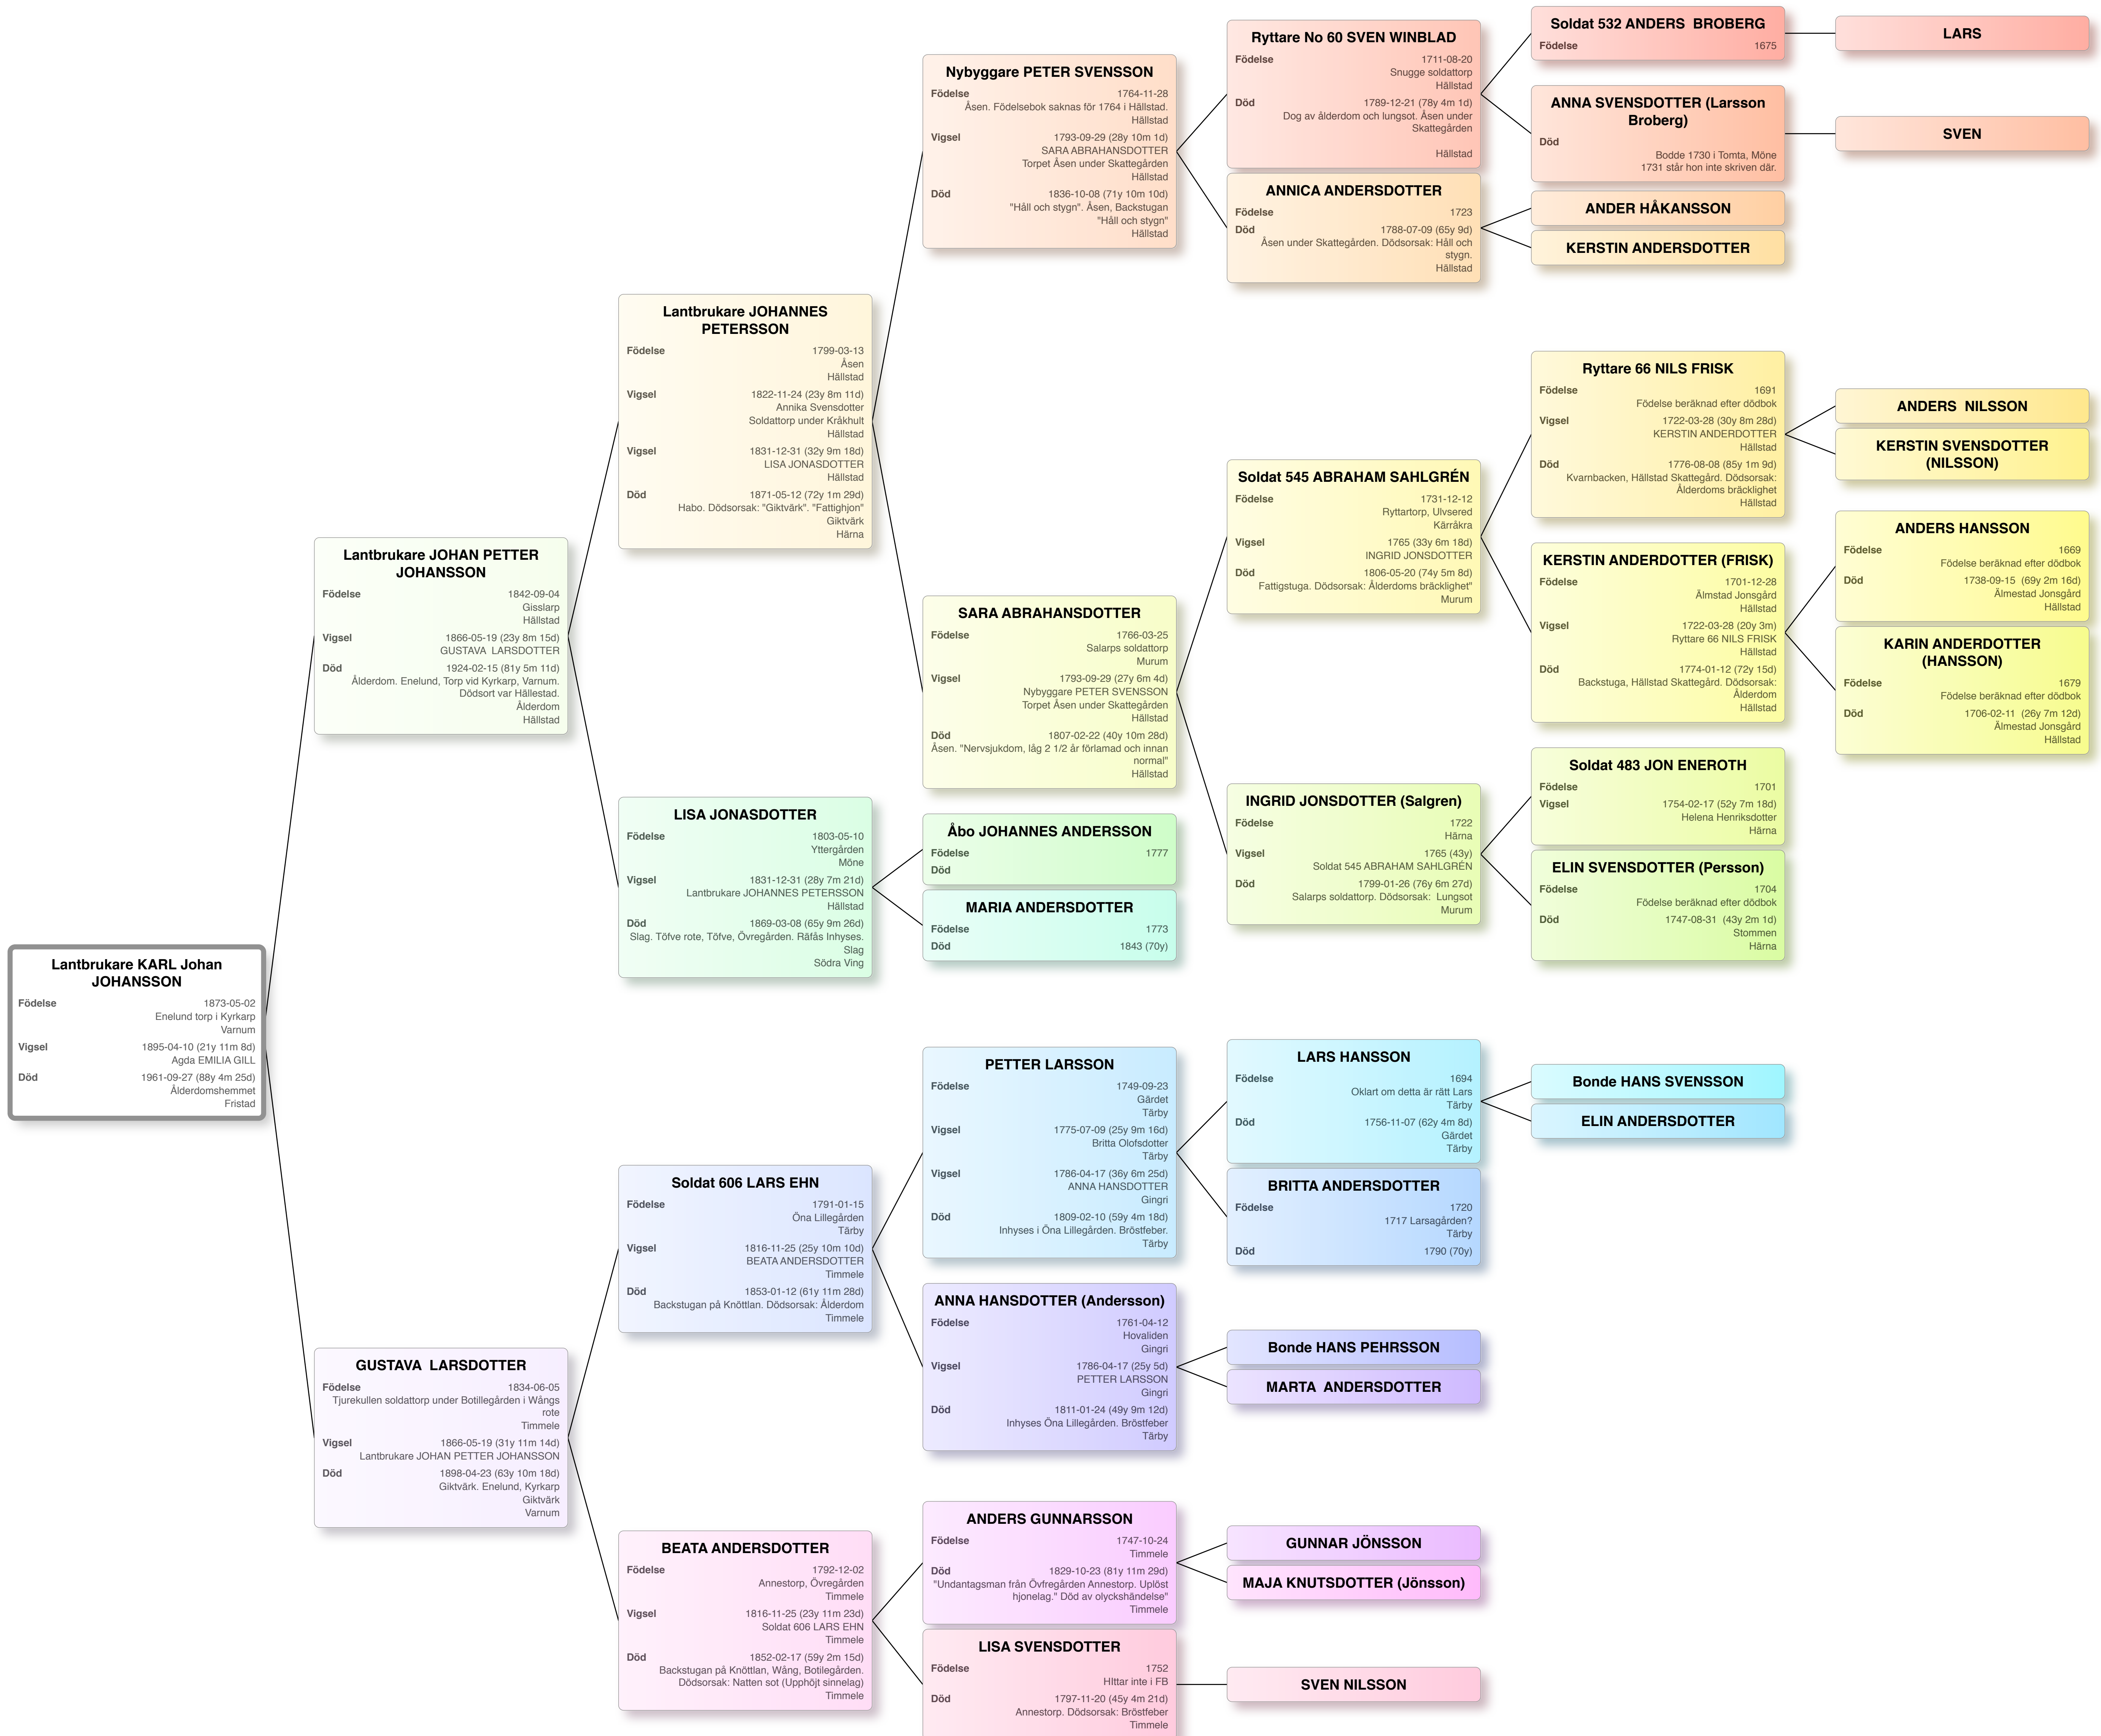 Lantbrukare KARL Johan
JOHANSSON
Födelse 1873-05-02
Enelund torp i Kyrkarp
Varnum
Vigsel 1895-04-10 (21y 11m 8d)
Agda EMILIA GILL
Död 1961-09-27 (88y 4m 25d)
Ålderdomshemmet
Fristad
Lantbrukare JOHAN PETTER
JOHANSSON
Födelse 1842-09-04
Gisslarp
Hällstad
Vigsel 1866-05-19 (23y 8m 15d)
GUSTAVA LARSDOTTER
Död 1924-02-15 (81y 5m 11d)
Ålderdom. Enelund, Torp vid Kyrkarp, Varnum.
Dödsort var Hällestad.
Ålderdom
Hällstad
GUSTAVA LARSDOTTER
Födelse 1834-06-05
Tjurekullen soldattorp under Botillegården i Wångs
rote
Timmele
Vigsel 1866-05-19 (31y 11m 14d)
Lantbrukare JOHAN PETTER JOHANSSON
Död 1898-04-23 (63y 10m 18d)
Giktvärk. Enelund, Kyrkarp
Giktvärk
Varnum
Lantbrukare JOHANNES
PETERSSON
Födelse 1799-03-13
Åsen
Hällstad
Vigsel 1822-11-24 (23y 8m 11d)
Annika Svensdotter
Soldattorp under Kråkhult
Hällstad
Vigsel 1831-12-31 (32y 9m 18d)
LISA JONASDOTTER
Hällstad
Död 1871-05-12 (72y 1m 29d)
Habo. Dödsorsak: "Giktvärk". "Fattighjon"
Giktvärk
Härna
LISA JONASDOTTER
Födelse 1803-05-10
Yttergården
Möne
Vigsel 1831-12-31 (28y 7m 21d)
Lantbrukare JOHANNES PETERSSON
Hällstad
Död 1869-03-08 (65y 9m 26d)
Slag. Töfve rote, Töfve, Övregården. Räfås Inhyses.
Slag
Södra Ving
Soldat 606 LARS EHN
Födelse 1791-01-15
Öna Lillegården
Tärby
Vigsel 1816-11-25 (25y 10m 10d)
BEATA ANDERSDOTTER
Timmele
Död 1853-01-12 (61y 11m 28d)
Backstugan på Knöttlan. Dödsorsak: Ålderdom
Timmele
BEATA ANDERSDOTTER
Födelse 1792-12-02
Annestorp, Övregården
Timmele
Vigsel 1816-11-25 (23y 11m 23d)
Soldat 606 LARS EHN
Timmele
Död 1852-02-17 (59y 2m 15d)
Backstugan på Knöttlan, Wång, Botilegården.
Dödsorsak: Natten sot (Upphöjt sinnelag)
Timmele
Nybyggare PETER SVENSSON
Födelse 1764-11-28
Åsen. Födelsebok saknas för 1764 i Hällstad.
Hällstad
Vigsel 1793-09-29 (28y 10m 1d)
SARA ABRAHANSDOTTER
Torpet Åsen under Skattegården
Hällstad
Död 1836-10-08 (71y 10m 10d)
"Håll och stygn". Åsen, Backstugan
"Håll och stygn"
Hällstad
SARA ABRAHANSDOTTER
Födelse 1766-03-25
Salarps soldattorp
Murum
Vigsel 1793-09-29 (27y 6m 4d)
Nybyggare PETER SVENSSON
Torpet Åsen under Skattegården
Hällstad
Död 1807-02-22 (40y 10m 28d)
Åsen. "Nervsjukdom, låg 2 1/2 år förlamad och innan
normal"
Hällstad
Åbo JOHANNES ANDERSSON
Födelse 1777
Död
MARIA ANDERSDOTTER
Födelse 1773
Död 1843 (70y)
PETTER LARSSON
Födelse 1749-09-23
Gärdet
Tärby
Vigsel 1775-07-09 (25y 9m 16d)
Britta Olofsdotter
Tärby
Vigsel 1786-04-17 (36y 6m 25d)
ANNA HANSDOTTER
Gingri
Död 1809-02-10 (59y 4m 18d)
Inhyses i Öna Lillegården. Bröstfeber.
Tärby
ANNA HANSDOTTER (Andersson)
Födelse 1761-04-12
Hovaliden
Gingri
Vigsel 1786-04-17 (25y 5d)
PETTER LARSSON
Gingri
Död 1811-01-24 (49y 9m 12d)
Inhyses Öna Lillegården. Bröstfeber
Tärby
ANDERS GUNNARSSON
Födelse 1747-10-24
Timmele
Död 1829-10-23 (81y 11m 29d)
"Undantagsman från Övfregården Annestorp. Uplöst
hjonelag." Död av olyckshändelse"
Timmele
LISA SVENSDOTTER
Födelse 1752
HIttar inte i FB
Död 1797-11-20 (45y 4m 21d)
Annestorp. Dödsorsak: Bröstfeber
Timmele
Ryttare No 60 SVEN WINBLAD
Födelse 1711-08-20
Snugge soldattorp
Hällstad
Död 1789-12-21 (78y 4m 1d)
Dog av ålderdom och lungsot. Åsen under
Skattegården
Hällstad
ANNICA ANDERSDOTTER
Födelse 1723
Död 1788-07-09 (65y 9d)
Åsen under Skattegården. Dödsorsak: Håll och
stygn.
Hällstad
Soldat 545 ABRAHAM SAHLGRÉN
Födelse 1731-12-12
Ryttartorp, Ulvsered
Kärråkra
Vigsel 1765 (33y 6m 18d)
INGRID JONSDOTTER
Död 1806-05-20 (74y 5m 8d)
Fattigstuga. Dödsorsak: Ålderdoms bräcklighet"
Murum
INGRID JONSDOTTER (Salgren)
Födelse 1722
Härna
Vigsel 1765 (43y)
Soldat 545 ABRAHAM SAHLGRÉN
Död 1799-01-26 (76y 6m 27d)
Salarps soldattorp. Dödsorsak: Lungsot
Murum
LARS HANSSON
Födelse 1694
Oklart om detta är rätt Lars
Tärby
Död 1756-11-07 (62y 4m 8d)
Gärdet
Tärby
BRITTA ANDERSDOTTER
Födelse 1720
1717 Larsagården?
Tärby
Död 1790 (70y)
Bonde HANS PEHRSSON
MARTA ANDERSDOTTER
GUNNAR JÖNSSON
MAJA KNUTSDOTTER (Jönsson)
SVEN NILSSON
Soldat 532 ANDERS BROBERG
Födelse 1675
ANNA SVENSDOTTER (Larsson
Broberg)
Död
Bodde 1730 i Tomta, Möne
1731 står hon inte skriven där.
ANDER HÅKANSSON
KERSTIN ANDERSDOTTER
Ryttare 66 NILS FRISK
Födelse 1691
Födelse beräknad efter dödbok
Vigsel 1722-03-28 (30y 8m 28d)
KERSTIN ANDERDOTTER
Hällstad
Död 1776-08-08 (85y 1m 9d)
Kvarnbacken, Hällstad Skattegård. Dödsorsak:
Ålderdoms bräcklighet
Hällstad
KERSTIN ANDERDOTTER (FRISK)
Födelse 1701-12-28
Älmstad Jonsgård
Hällstad
Vigsel 1722-03-28 (20y 3m)
Ryttare 66 NILS FRISK
Hällstad
Död 1774-01-12 (72y 15d)
Backstuga, Hällstad Skattegård. Dödsorsak:
Ålderdom
Hällstad
Soldat 483 JON ENEROTH
Födelse 1701
Vigsel 1754-02-17 (52y 7m 18d)
Helena Henriksdotter
Härna
ELIN SVENSDOTTER (Persson)
Födelse 1704
Födelse beräknad efter dödbok
Död 1747-08-31 (43y 2m 1d)
Stommen
Härna
Bonde HANS SVENSSON
ELIN ANDERSDOTTER
LARS
SVEN
ANDERS NILSSON
KERSTIN SVENSDOTTER
(NILSSON)
ANDERS HANSSON
Födelse 1669
Födelse beräknad efter dödbok
Död 1738-09-15 (69y 2m 16d)
Älmestad Jonsgård
Hällstad
KARIN ANDERDOTTER
(HANSSON)
Födelse 1679
Födelse beräknad efter dödbok
Död 1706-02-11 (26y 7m 12d)
Älmestad Jonsgård
Hällstad